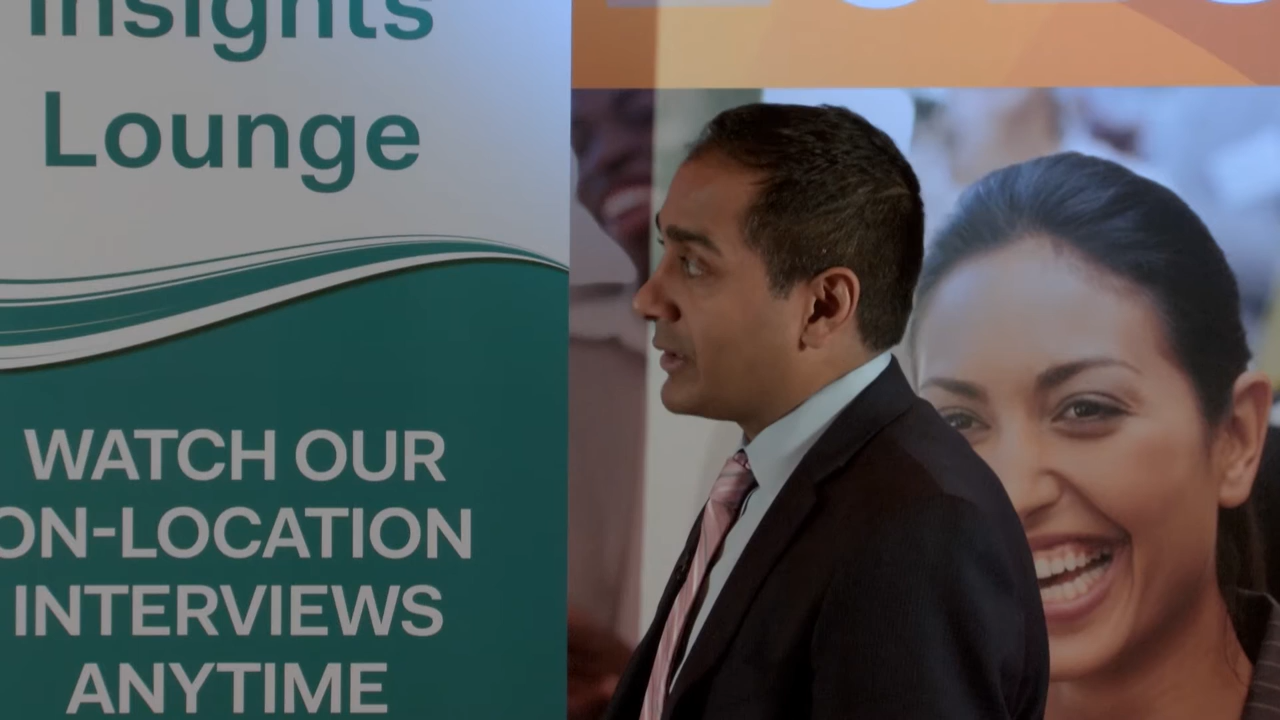 Insights
Lounge
WATCH OUR
ON-LOCATION
INTERVIEWS
ANYTIME